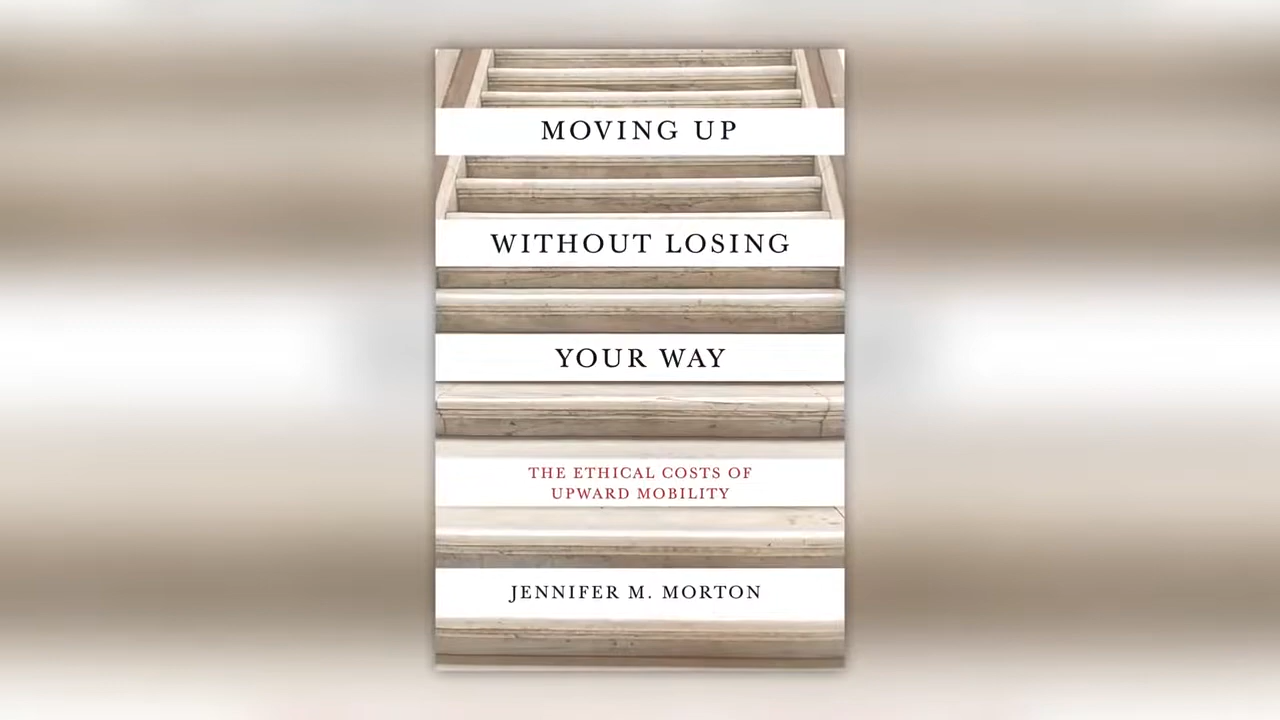 MOVING UP
WITHOUT LOSING
YOUR WAY
THE ETHICAL COSTS OF
UPWARD MOBILITY
JENNIFER M. MORTON